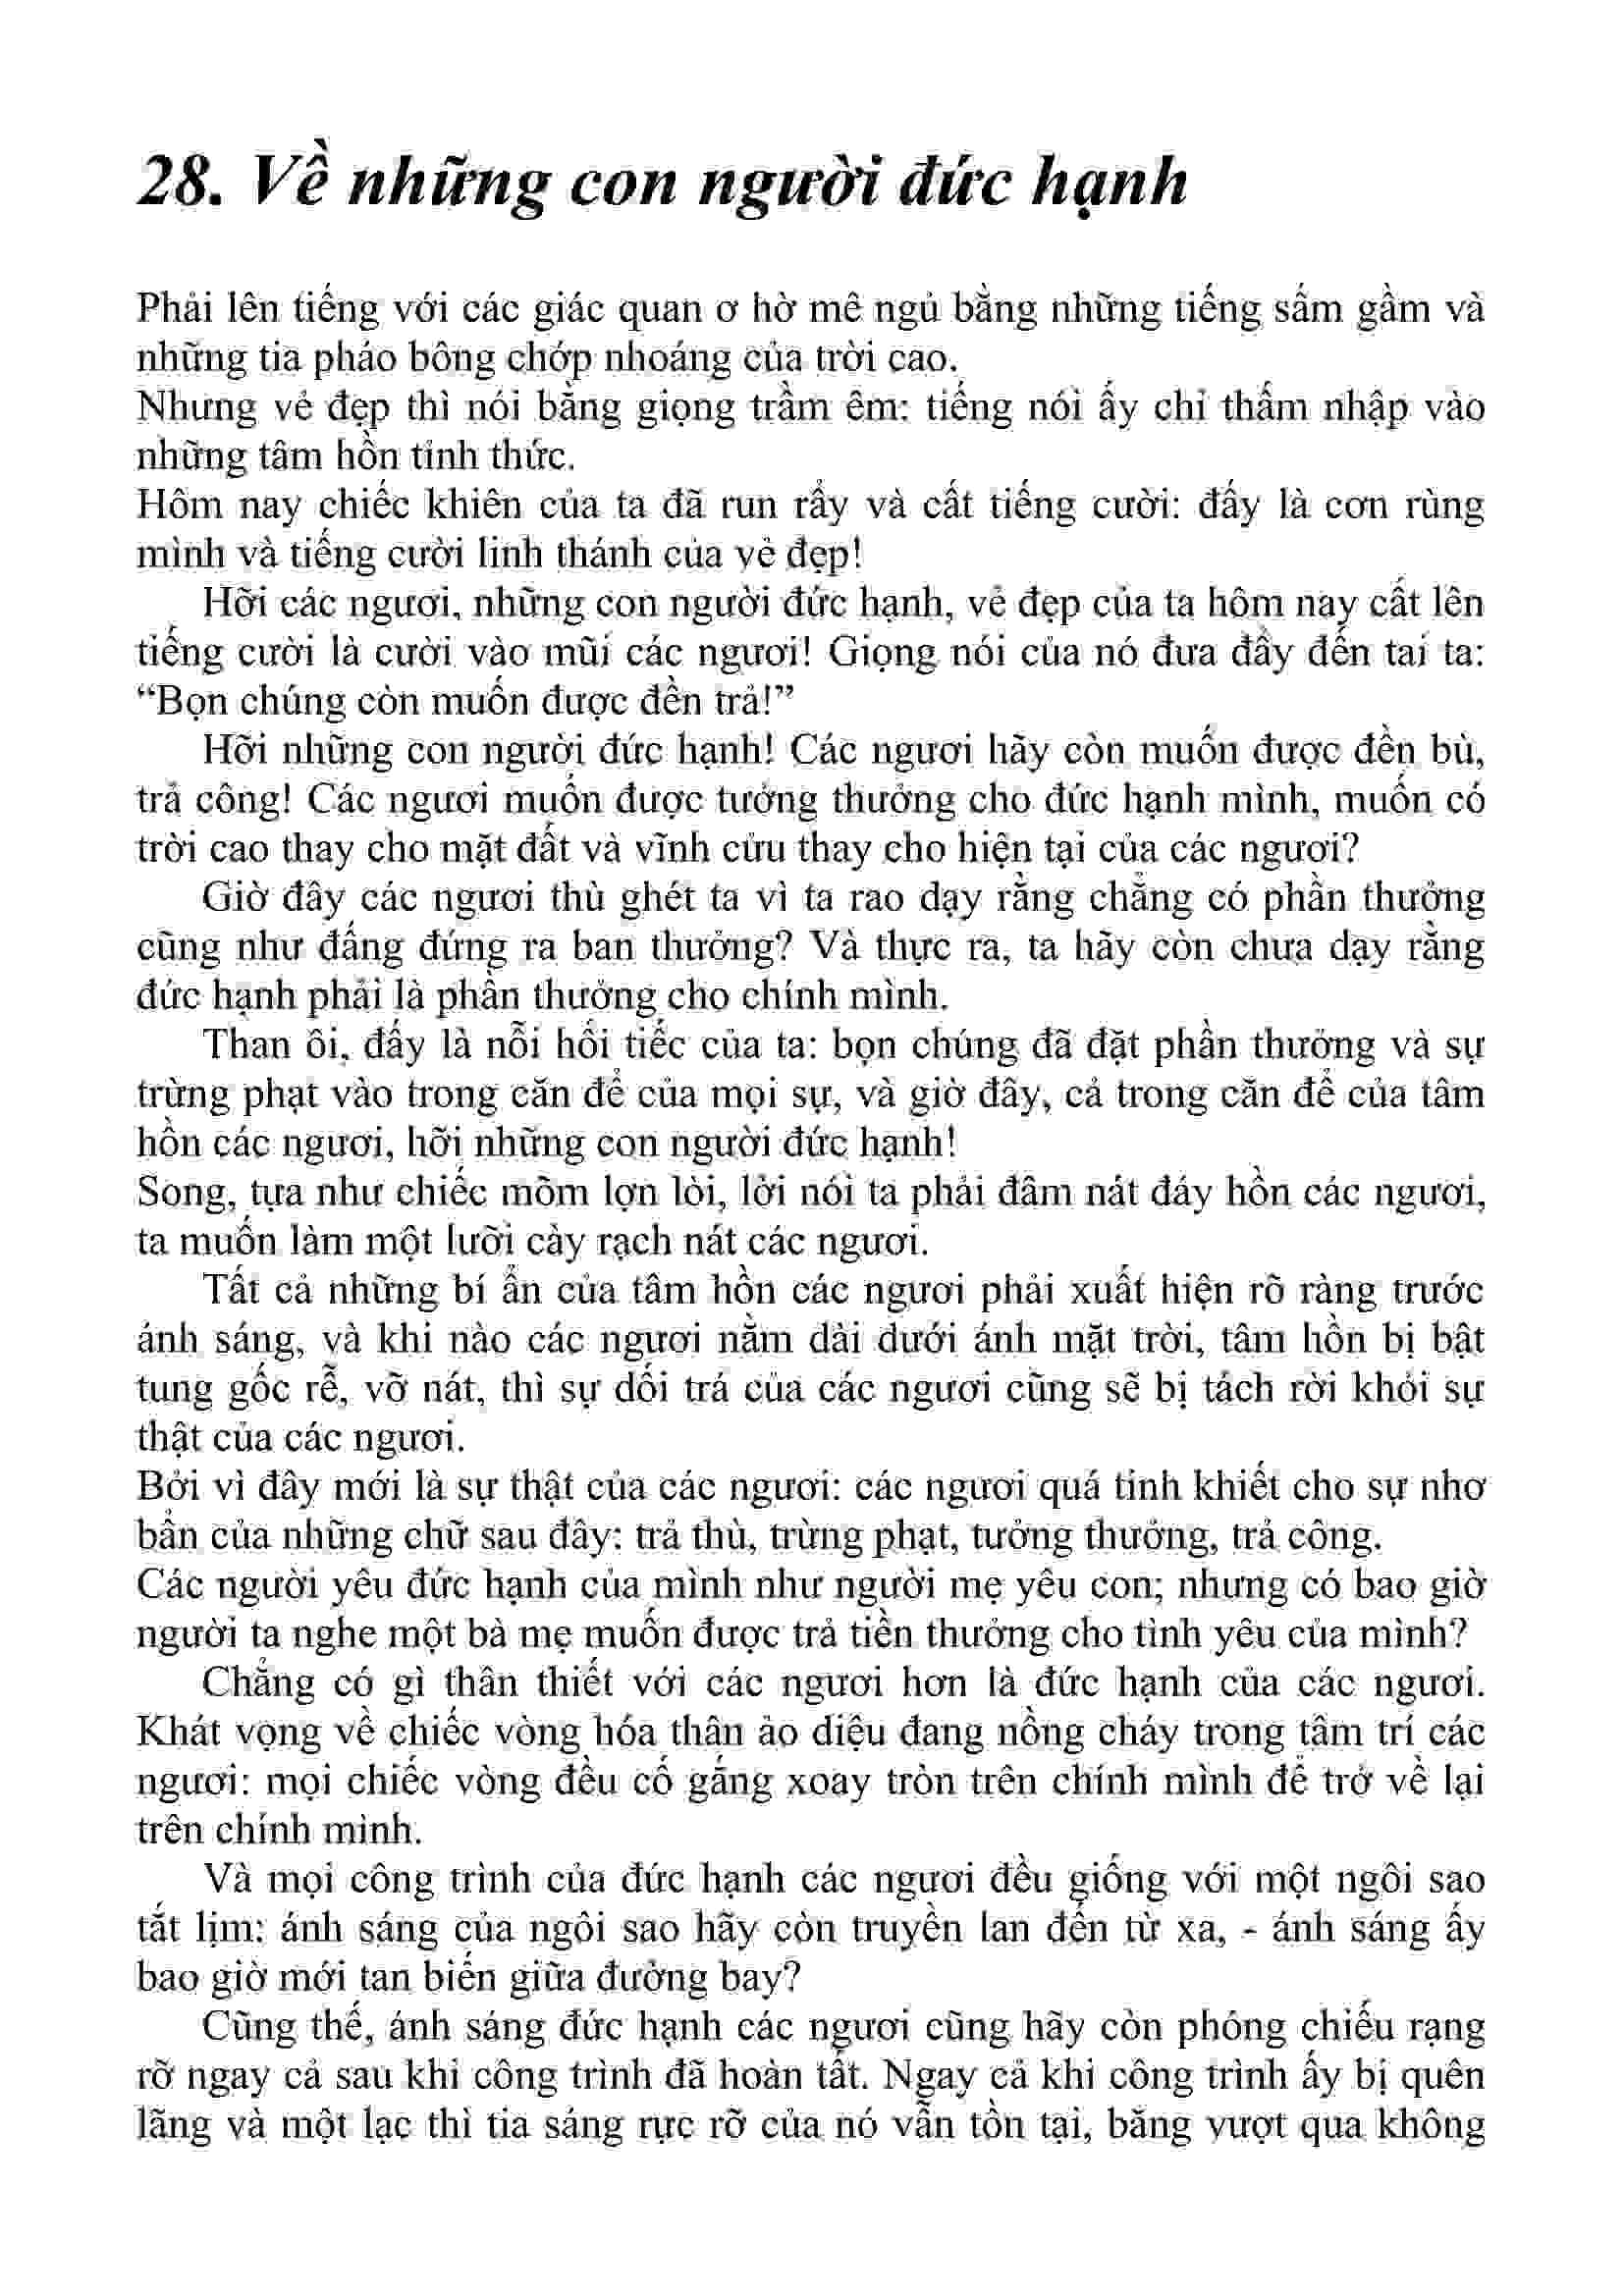 28. Về những con người đức hạnh
Phải lên tiếng với các giác quan ơ hờ mê ngủ bằng những tiếng sấm gầm và
những tia pháo bông chớp nhoáng của trời cao.
Nhưng vẻ đẹp thì nói bằng giọng trầm êm: tiếng nói ấy chỉ thấm nhập vào
những tâm hồn tỉnh thức.
Hôm nay chiếc khiên của ta đã run rẩy và cất tiếng cười: đấy là cơn rùng
mình và tiếng cười linh thánh của vẻ đẹp!
Hỡi các ngươi, những con người đức hạnh, vẻ đẹp của ta hôm nay cất lên
tiếng cười là cười vào mũi các ngươi! Giọng nói của nó đưa đẩy đến tai ta:
“Bọn chúng còn muốn được đền trả!”
Hỡi những con người đức hạnh! Các ngươi hãy còn muốn được đền bù,
trả công! Các ngươi muốn được tưởng thưởng cho đức hạnh mình, muốn có
trời cao thay cho mặt đất và vĩnh cửu thay cho hiện tại của các ngươi?
Giờ đây các ngươi thù ghét ta vì ta rao dạy rằng chẳng có phần thưởng
cũng như đấng đứng ra ban thưởng? Và thực ra, ta hãy còn chưa dạy rằng
đức hạnh phải là phần thưởng cho chính mình.
Than ôi, đấy là nỗi hối tiếc của ta: bọn chúng đã đặt phần thưởng và sự
trừng phạt vào trong căn để của mọi sự, và giờ đây, cả trong căn để của tâm
hồn các ngươi, hỡi những con người đức hạnh!
Song, tựa như chiếc mõm lợn lòi, lời nói ta phải đâm nát đáy hồn các ngươi,
ta muốn làm một lưỡi cày rạch nát các ngươi.
Tất cả những bí ẩn của tâm hồn các ngươi phải xuất hiện rõ ràng trước
ánh sáng, và khi nào các ngươi nằm dài dưới ánh mặt trời, tâm hồn bị bật
tung gốc rễ, vỡ nát, thì sự dối trá của các ngươi cũng sẽ bị tách rời khỏi sự
thật của các ngươi.
Bởi vì đây mới là sự thật của các ngươi: các ngươi quá tinh khiết cho sự nhơ
bẩn của những chữ sau đây: trả thù, trừng phạt, tưởng thưởng, trả công.
Các người yêu đức hạnh của mình như người mẹ yêu con; nhưng có bao giờ
người ta nghe một bà mẹ muốn được trả tiền thưởng cho tình yêu của mình?
Chẳng có gì thân thiết với các ngươi hơn là đức hạnh của các ngươi.
Khát vọng về chiếc vòng hóa thân ảo diệu đang nồng cháy trong tâm trí các
ngươi: mọi chiếc vòng đều cố gắng xoay tròn trên chính mình để trở về lại
trên chính mình.
Và mọi công trình của đức hạnh các ngươi đều giống với một ngôi sao
tắt lịm: ánh sáng của ngôi sao hãy còn truyền lan đến từ xa, - ánh sáng ấy
bao giờ mới tan biến giữa đường bay?
Cũng thế, ánh sáng đức hạnh các ngươi cũng hãy còn phóng chiếu rạng
rỡ ngay cả sau khi công trình đã hoàn tất. Ngay cả khi công trình ấy bị quên
lãng và một lạc thì tia sáng rực rỡ của nó vẫn tồn tại, băng vượt qua không